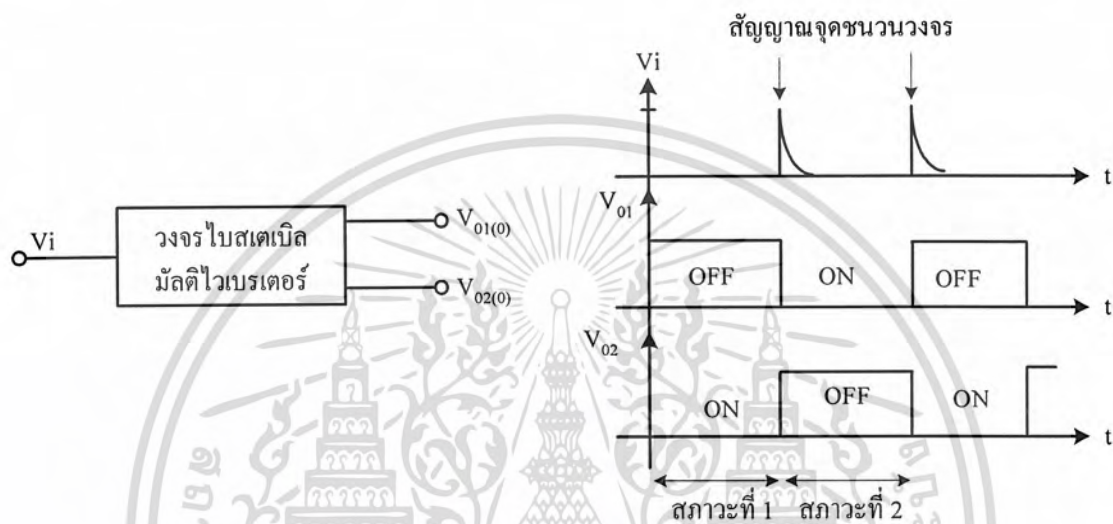 สัญญาณจุดชนวนวงจร
Vi
t
Vi
วงจรไบสเตเบิล
มัลติไวเบรเตอร์
V01(0)
V02(0)
V01
OFF
ON
OFF
t
V02
ON
OFF
ON
t
สภาวะที่ 1
สภาวะที่ 2